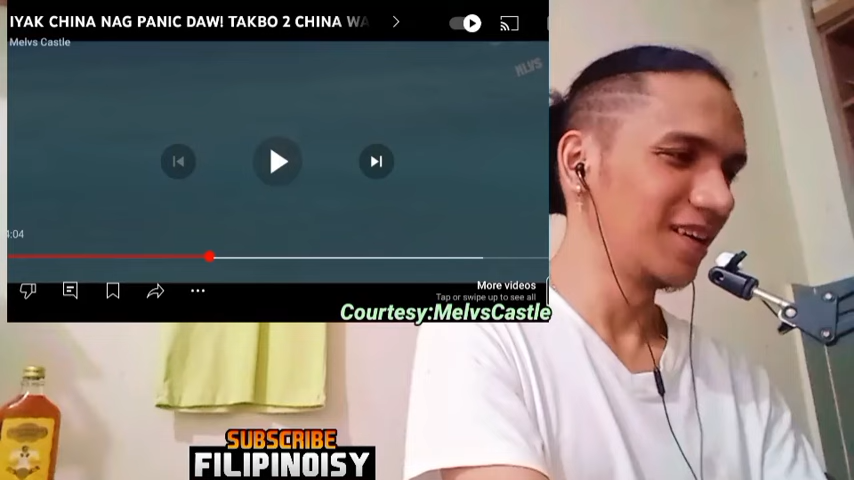 IYAK CHINA NAG PANIC DAW! TAKBO 2 CHINA WA
Melvs Castle
MLVS
4:04
More videos
Tap or swipe up to see all
Courtesy:MelvsCastle
SUBSCRIBE
FILIPINOISY